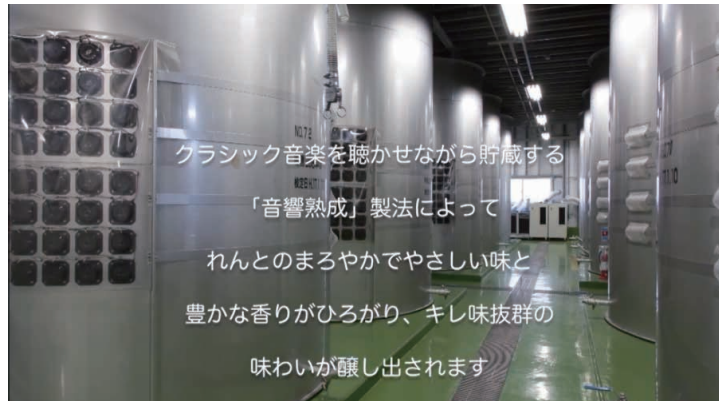 NO.72
クラシック音楽を聴かせながら貯蔵する
「音響熟成」製法によって
れんとのまろやかでやさしい味と
豊かな香りがひろがり、キレ味抜群の
味わいが醸し出されます